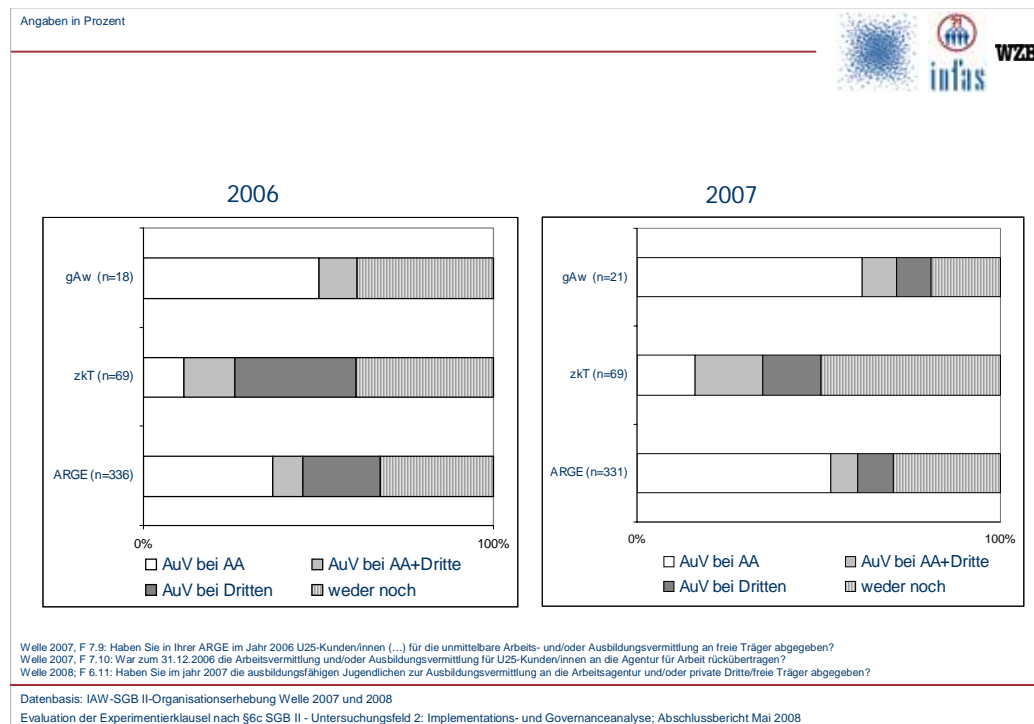 Angaben in Prozent
infas
WZB
2006
2007
gAw (n=18)
zkT (n=69)
ARGE (n=336)
0%
100%
AuV bei AA
AuV bei AA+Dritte
AuV bei Dritten
weder noch
gAw (n=21)
zkT (n=69)
ARGE (n=331)
0%
100%
AuV bei AA
AuV bei AA+Dritte
AuV bei Dritten
weder noch
Welle 2007, F 7.9: Haben Sie in Ihrer ARGE im Jahr 2006 U25-Kunden/innen (...) für die unmittelbare Arbeits- und/oder Ausbildungsvermittlung an freie Träger abgegeben?
Welle 2007, F 7.10: War zum 31.12.2006 die Arbeitsvermittlung und/oder Ausbildungsvermittlung für U25-Kunden/innen an die Agentur für Arbeit rückübertragen?
Welle 2008; F 6.11: Haben Sie im jahr 2007 die ausbildungsfähigen Jugendlichen zur Ausbildungsvermittlung an die Arbeitsagentur und/oder private Dritte/freie Träger abgegeben?
Datenbasis: IAW-SGB II-Organisationserhebung Welle 2007 und 2008
Evaluation der Experimentierklausel nach §6c SGB II - Untersuchungsfeld 2: Implementations- und Governanceanalyse; Abschlussbericht Mai 2008